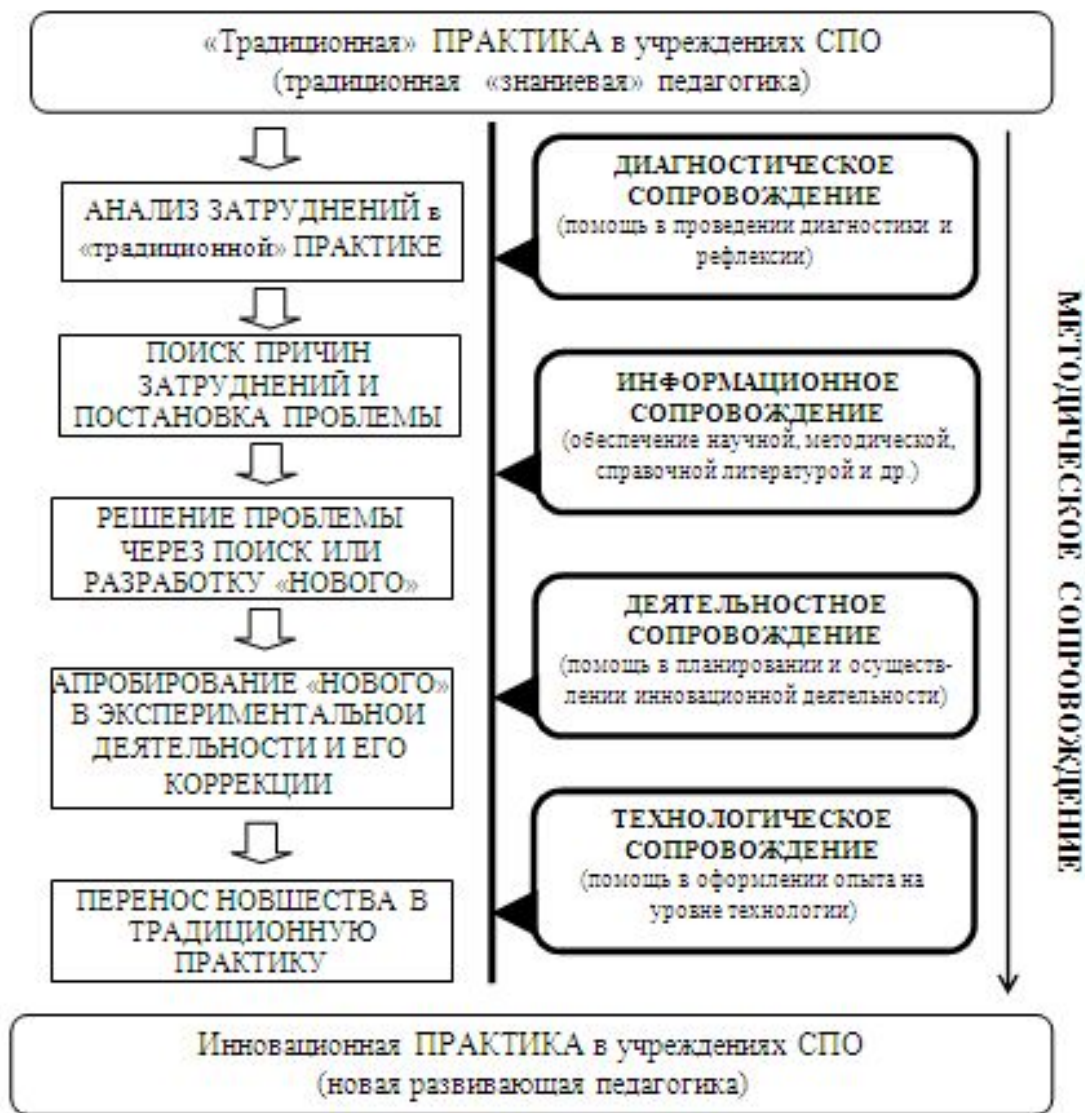 «Традиционная» ПРАКТИКА в учреждениях СПО
(традиционная «знаниевая» педагогика)
АНАЛИЗ ЗАТРУДНЕНИЙ в
«традиционной» ПРАКТИКЕ
ПОИСК ПРИЧИН
ЗАТРУДНЕНИЙ И
ПОСТАНОВКА ПРОБЛЕМЫ
РЕШЕНИЕ ПРОБЛЕМЫ
ЧЕРЕЗ ПОИСК ИЛИ
РАЗРАБОТКУ «НОВОГО»
АПРОБИРОВАНИЕ «НОВОГО»
В ЭКСПЕРИМЕНТАЛЬНОЙ
ДЕЯТЕЛЬНОСТИ И ЕГО
КОРРЕКЦИИ
ПЕРЕНОС НОВШЕСТВА В
ТРАДИЦИОННУЮ
ПРАКТИКУ
ДИАГНОСТИЧЕСКОЕ
СОПРОВОЖДЕНИЕ
(помощь в проведении диагностики и
рефлексии)
ИНФОРМАЦИОННОЕ
СОПРОВОЖДЕНИЕ
(обеспечение научной, методической,
справочной литературой и др.)
ДЕЯТЕЛЬНОСТНОЕ
СОПРОВОЖДЕНИЕ
(помощь в планировании и осуществ-
лении инновационной деятельности)
ТЕХНОЛОГИЧЕСКОЕ
СОПРОВОЖДЕНИЕ
(помощь в оформлении опыта на
уровне технологии)
МЕТОДИЧЕСКОЕ СОПРОВОЖДЕНИЕ
Инновационная ПРАКТИКА в учреждениях СПО
(новая развивающая педагогика)